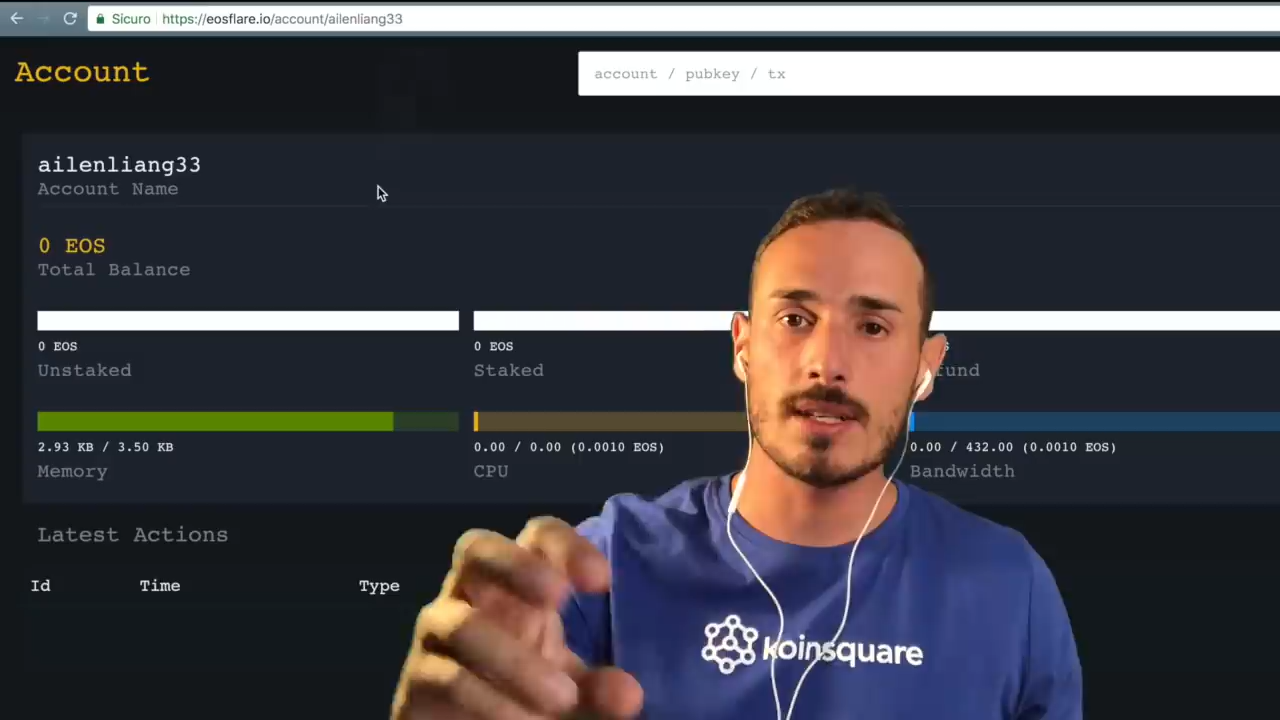 Sicuro https://eosflare.io/account/ailenliang33
Account
account / pubkey / tx
ailenliang33
Account Name
0 EOS
Total Balance
0 EOS
0 EOS
Unstaked
Staked
2.93 KB / 3.50 KB
0.00 / 0.00 (0.0010 EOS)
0.00 / 432.00 (0.0010 EOS)
Memory
CPU
Bandwidth
Latest Actions
Id Time Type
koinsquare